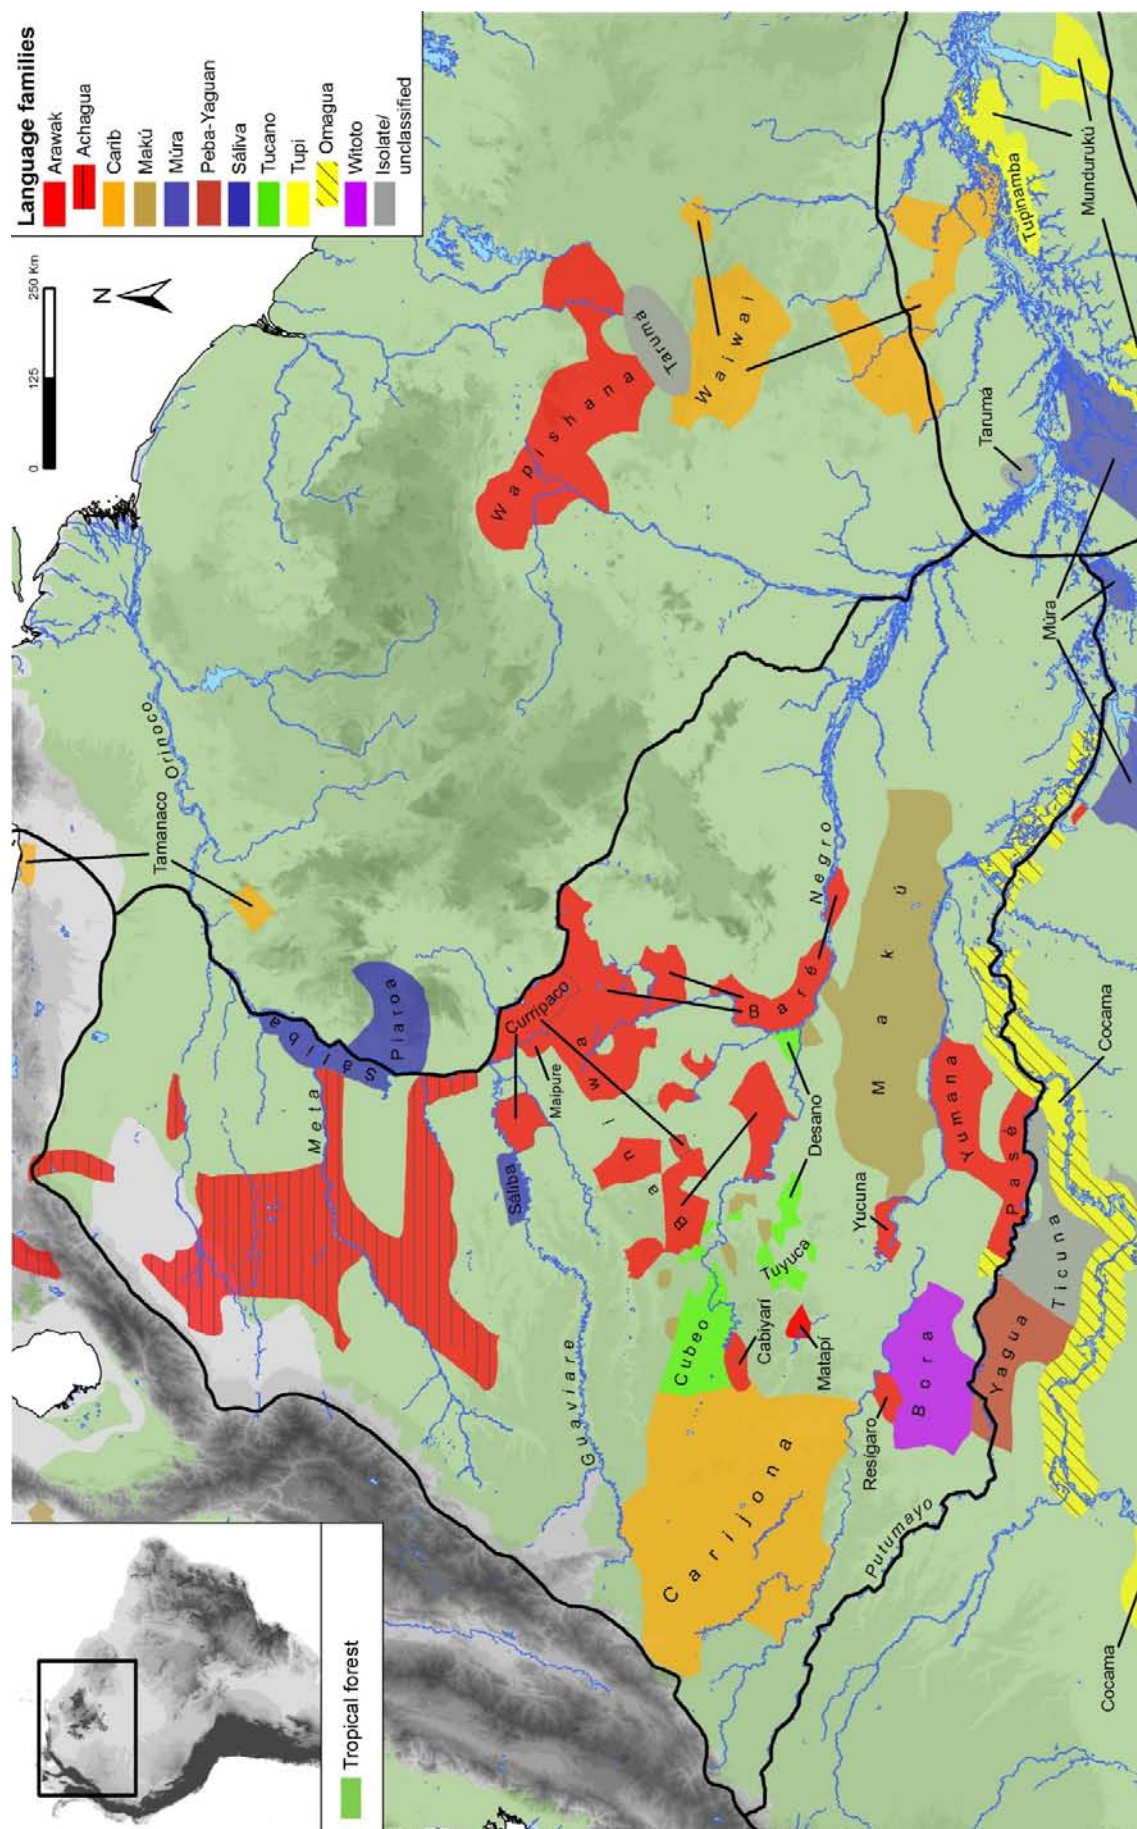 Language families
Arawak
Achagua
Carib
Makú
Múra
Peba-Yaguan
Sáliva
Tucano
Tupi
Omagua
Witoto
Isolate/
unclassified
0 125 250 Km
N
Tropical forest
Tamanaco
Orinoco
Meta
Sáliba
Piaroa
Sáliba
Guaviare
Curripaco
Maipure
Baniwa
Baré
Negro
Desano
Tuyuca
Cubeo
Cabiyarí
Matapí
Carijona
Yucuna
Resígaro
Bora
Makú
Yumana
Pasé
Putumayo
Yagua
Ticuna
Cocama
Cocama
Wapishana
Tarumá
Waiwai
Tarumá
Múra
Tupinamba
Mundurukú